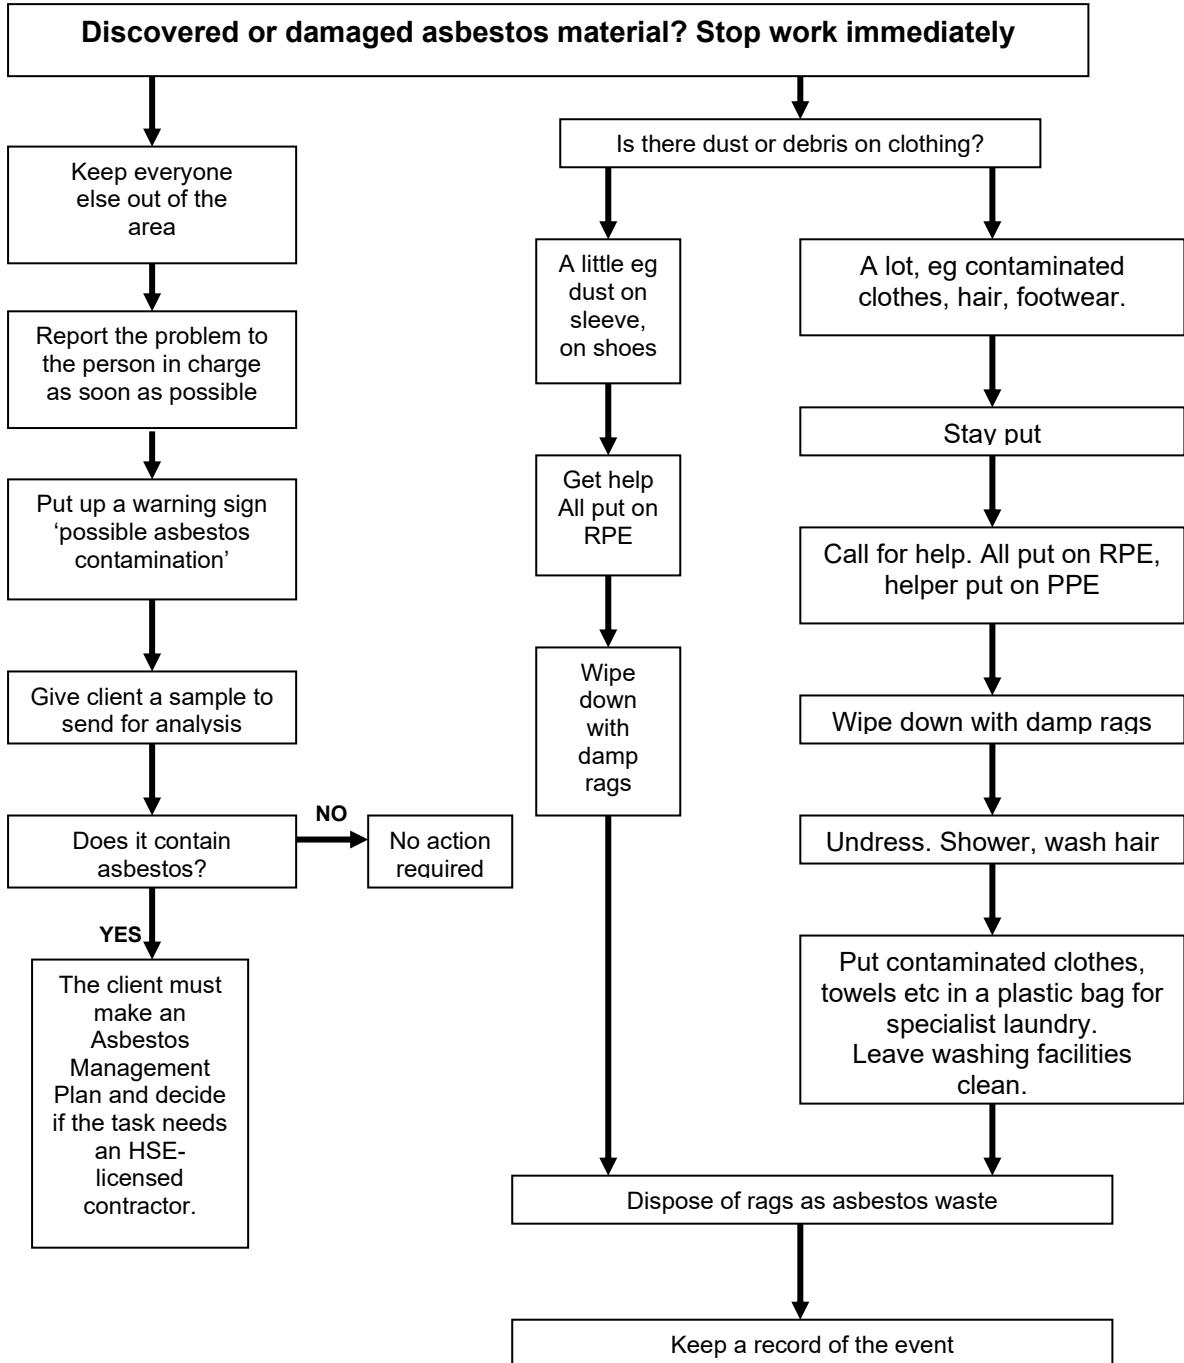 Discovered or damaged asbestos material? Stop work immediately
Keep everyone
else out of the
area
Report the problem to
the person in charge
as soon as possible
Put up a warning sign
‘possible asbestos
contamination’
Give client a sample to
send for analysis
Does it contain
asbestos?
NO
No action
required
YES
The client must
make an
Asbestos
Management
Plan and decide
if the task needs
an HSE-
licensed
contractor.
Is there dust or debris on clothing?
A little eg
dust on
sleeve,
on shoes
Get help
All put on
RPE
Wipe
down
with
damp
rags
A lot, eg contaminated
clothes, hair, footwear.
Stay put
Call for help. All put on RPE,
helper put on PPE
Wipe down with damp rags
Undress. Shower, wash hair
Put contaminated clothes,
towels etc in a plastic bag for
specialist laundry.
Leave washing facilities
clean.
Dispose of rags as asbestos waste
Keep a record of the event